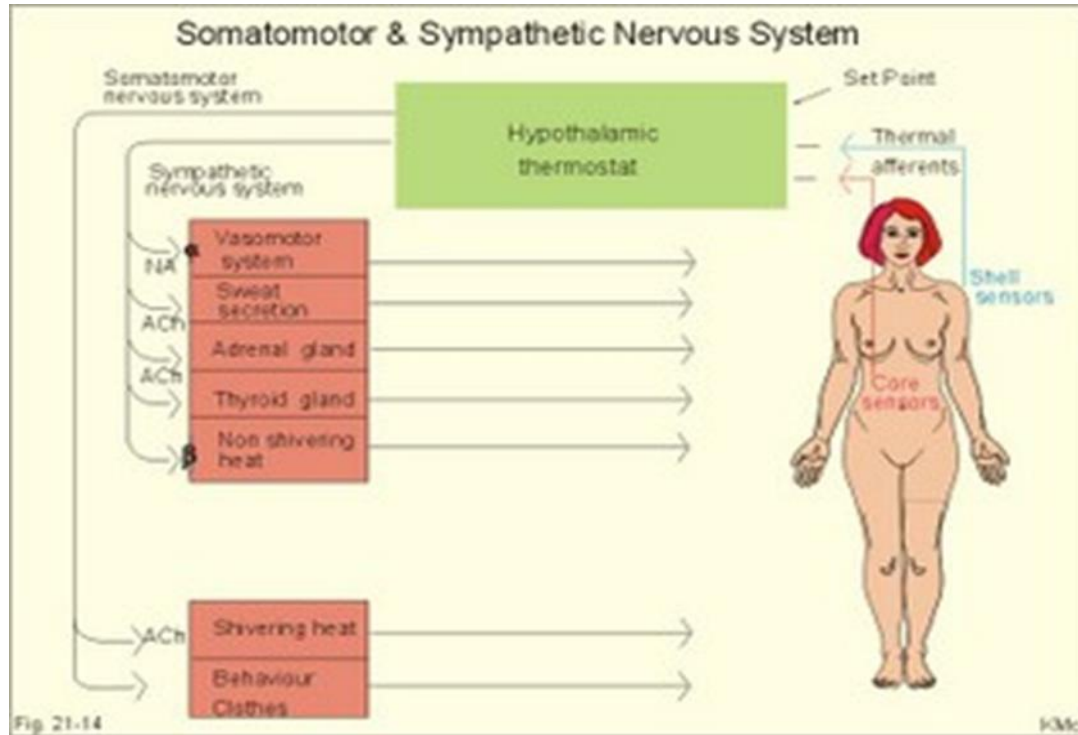 Somatomotor & Sympathetic Nervous System
Somatomotor
nervous system
Set Point
Hypothalamic
thermostat
Thermal
afferents
Sympathetic
nervous system
α
NA
Vasomotor
system
Sweat
secretion
ACh
Adrenal gland
ACh
Thyroid gland
β
Non shivering
heat
Shell
sensors
Core
sensors
ACh
Shivering heat
Behaviour
Clothes
Fig. 21-14